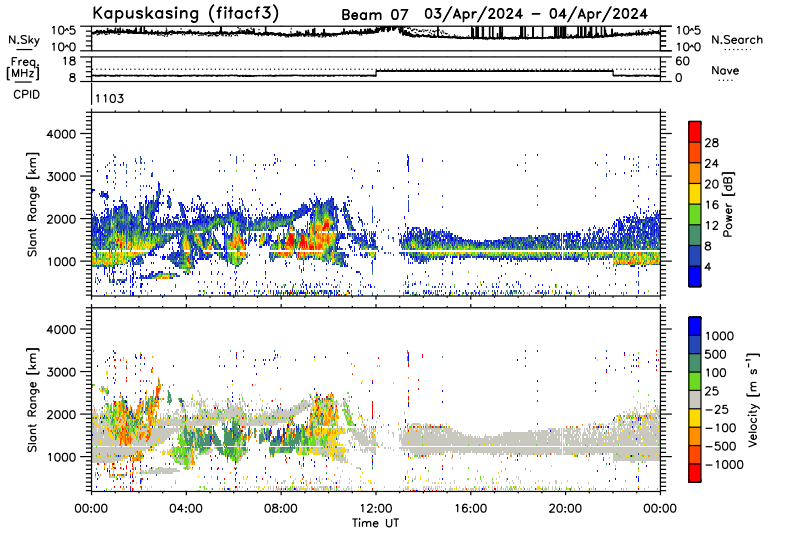 Kapuskasing (fitacf3) Beam 07 03/Apr/2024 - 04/Apr/2024
N.Sky 10^5 10^0 10^5 10^0 N.Search
Freq. [MHz] 18 8 60 0 Nave
CPID 1103
Slant Range [km] 4000 3000 2000 1000
Power [dB] 28 24 20 16 12 8 4
Slant Range [km] 4000 3000 2000 1000
Velocity [m s^-1] 1000 500 100 25 -25 -100 -500 -1000
00:00 04:00 08:00 12:00 16:00 20:00 00:00
Time UT